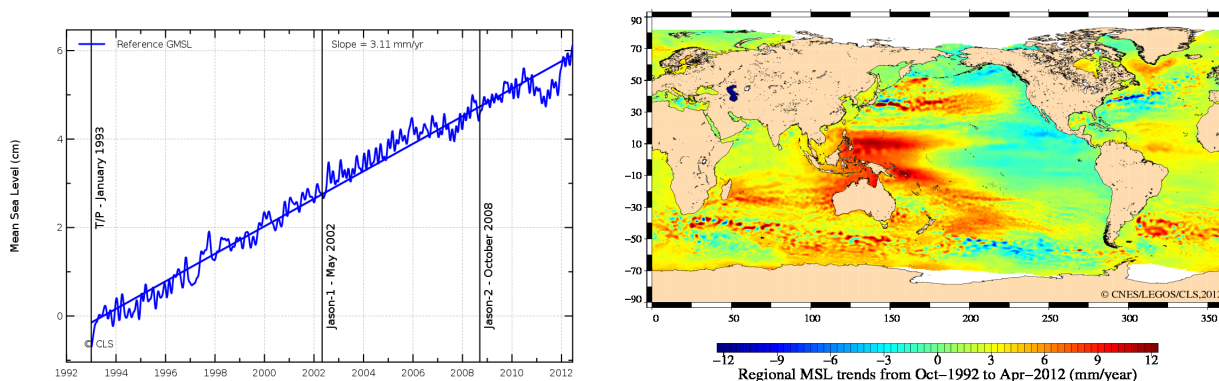 Reference GMSL
Slope = 3.11 mm/yr
Mean Sea Level (cm)
6
4
2
0
T/P - January 1993
Jason-1 - May 2002
Jason-2 - October 2008
© CLS
1992 1994 1996 1998 2000 2002 2004 2006 2008 2010 2012
90
70
50
30
10
−10
−30
−50
−70
−90
© CNES/LEGOS/CLS,2012
0 50 100 150 200 250 300 350
−12 −9 −6 −3 0 3 6 9 12
Regional MSL trends from Oct−1992 to Apr−2012 (mm/year)